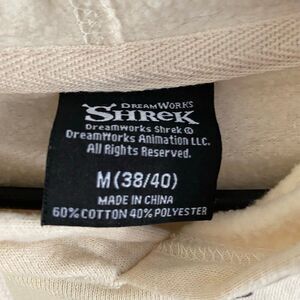 DREAMWORKS
SHREK
Dreamworks Shrek ®
DreamWorks Animation LLC.
All Rights Reserved.
M (38/40)
MADE IN CHINA
60% COTTON 40% POLYESTER